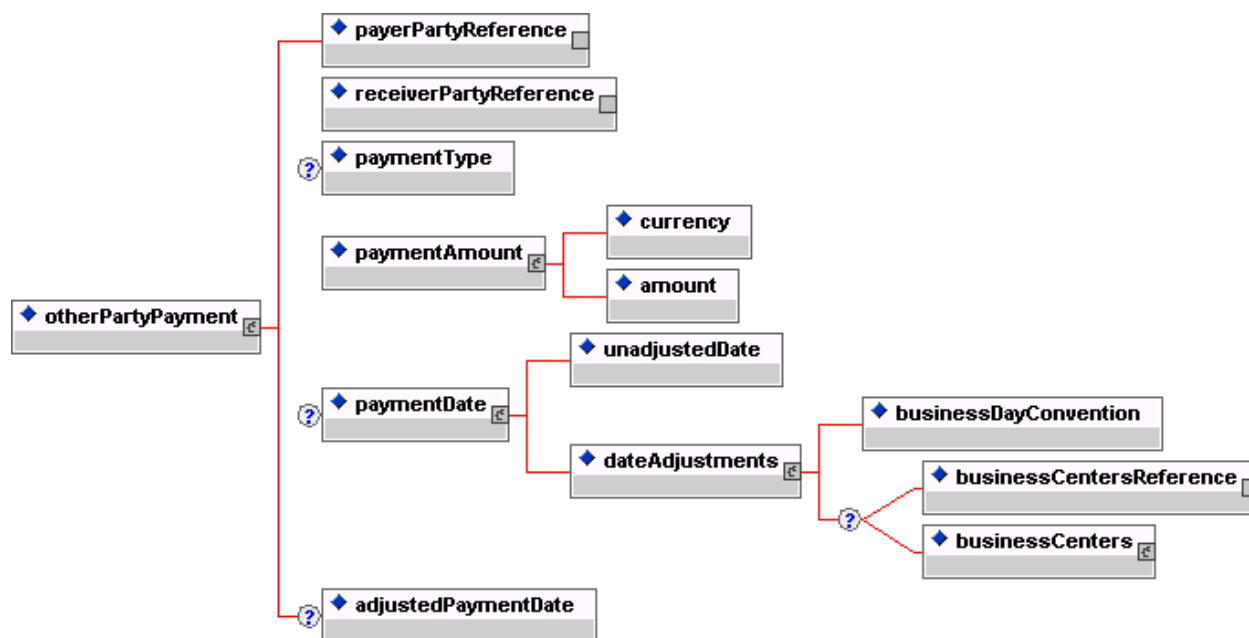 payerPartyReference
receiverPartyReference
? paymentType
paymentAmount
currency
amount
otherPartyPayment
? paymentDate
unadjustedDate
dateAdjustments
businessDayConvention
? businessCentersReference
businessCenters
? adjustedPaymentDate